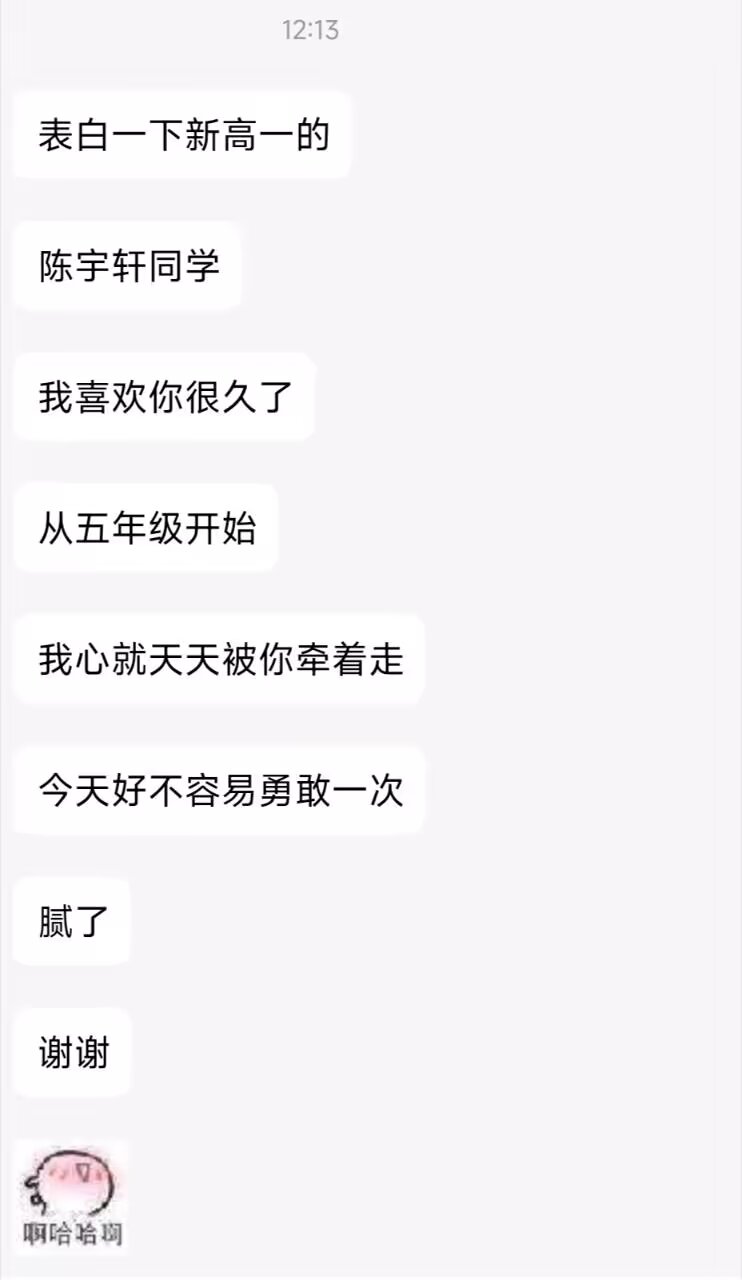 12:13
表白一下新高一的
陈宇轩同学
我喜欢你很久了
从五年级开始
我心就天天被你牵着走
今天好不容易勇敢一次
腻了
谢谢
啊哈哈啊